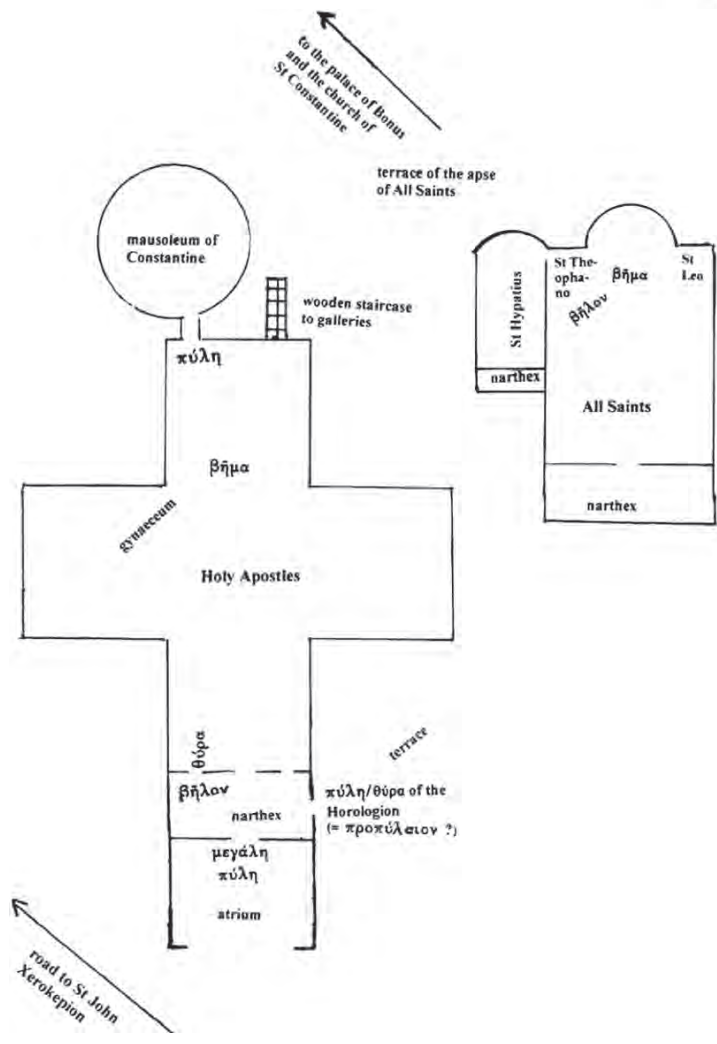 to the palace of Bonus
and the church of
St Constantine
terrace of the apse
of All Saints
mausoleum of
Constantine
wooden staircase
to galleries
πύλη
St Hypatius
narthex
St The-
opha-
no
βῆλον
βῆμα
St
Leo
All Saints
narthex
βῆμα
gynaeceum
Holy Apostles
θύρα
βῆλον
narthex
terrace
πύλη/θύρα of the
Horologion
(= προπύλαιον ?)
μεγάλη
πύλη
atrium
road to St John
Xerokepion